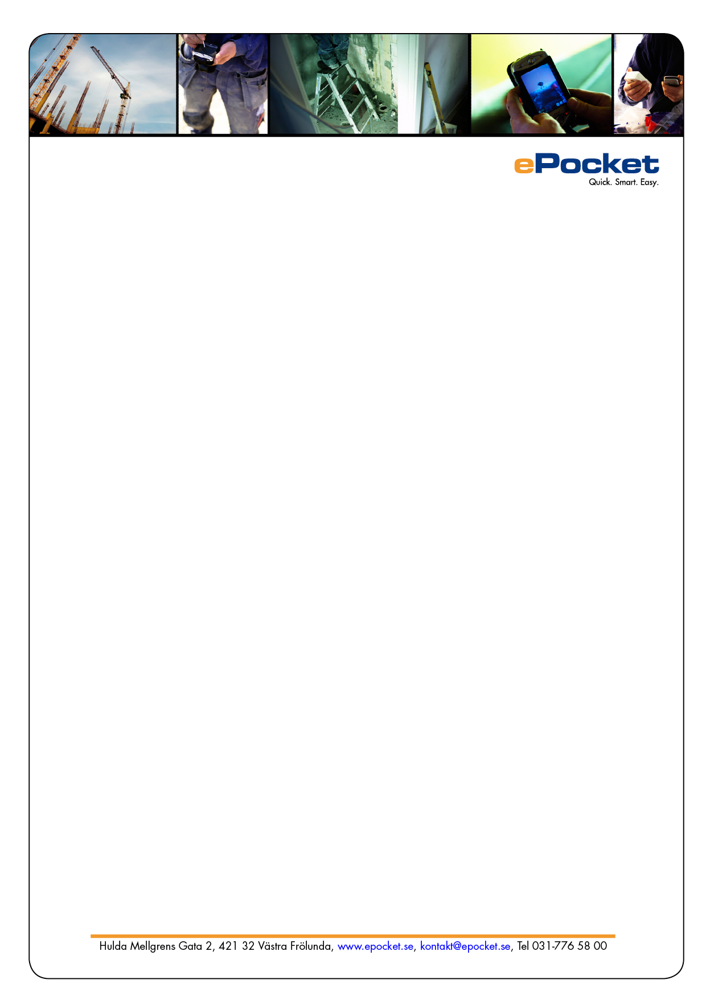 ePocket
Quick. Smart. Easy.
Hulda Mellgrens Gata 2, 421 32 Västra Frölunda, www.epocket.se, kontakt@epocket.se, Tel 031-776 58 00